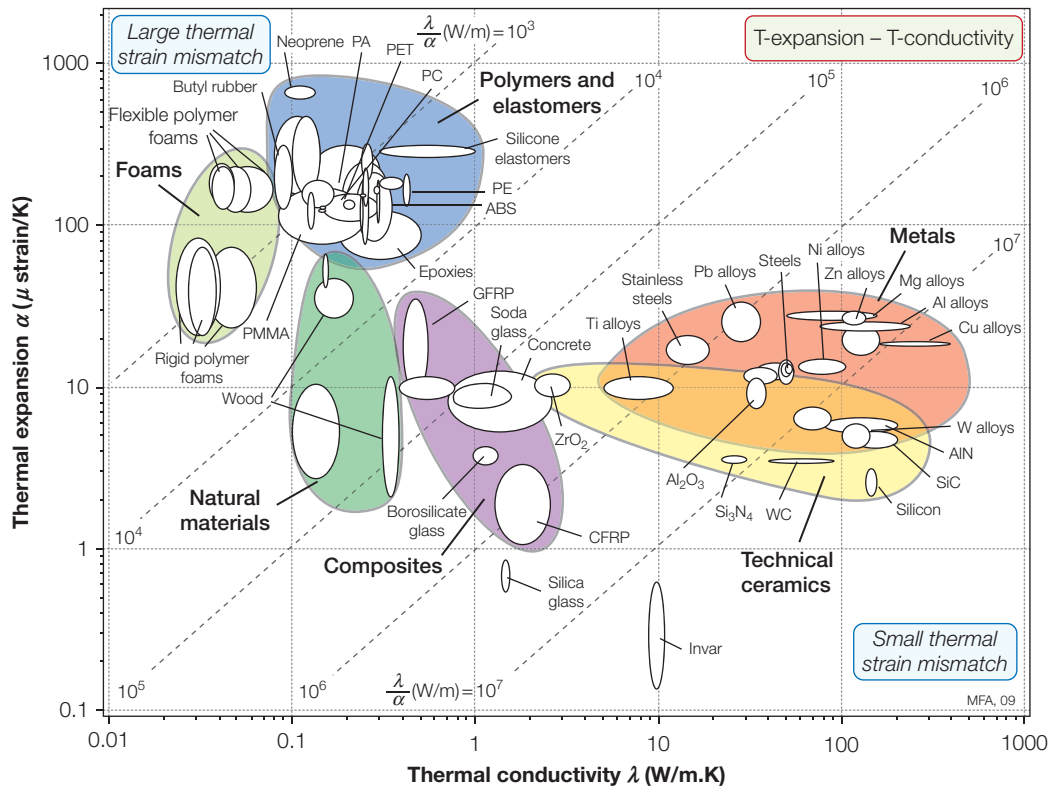 Large thermal
strain mismatch
T-expansion – T-conductivity
λ/α (W/m) = 10³
10⁴
10⁵
10⁶
10⁷
Neoprene
PA
PET
PC
Butyl rubber
Polymers and
elastomers
Flexible polymer
foams
Foams
Silicone
elastomers
PE
ABS
Epoxies
PMMA
Rigid polymer
foams
Wood
GFRP
Soda
glass
Concrete
Ti alloys
Stainless
steels
Pb alloys
Steels
Ni alloys
Zn alloys
Metals
Mg alloys
Al alloys
Cu alloys
ZrO₂
W alloys
AlN
SiC
Al₂O₃
Si₃N₄
WC
Silicon
Technical
ceramics
Natural
materials
Borosilicate
glass
Composites
CFRP
Silica
glass
Invar
10⁴
10⁵
10⁶
λ/α (W/m) = 10⁷
Small thermal
strain mismatch
MFA, 09
Thermal expansion α (μ strain/K)
1000
100
10
1
0.1
0.01
0.1
1
10
100
1000
Thermal conductivity λ (W/m.K)